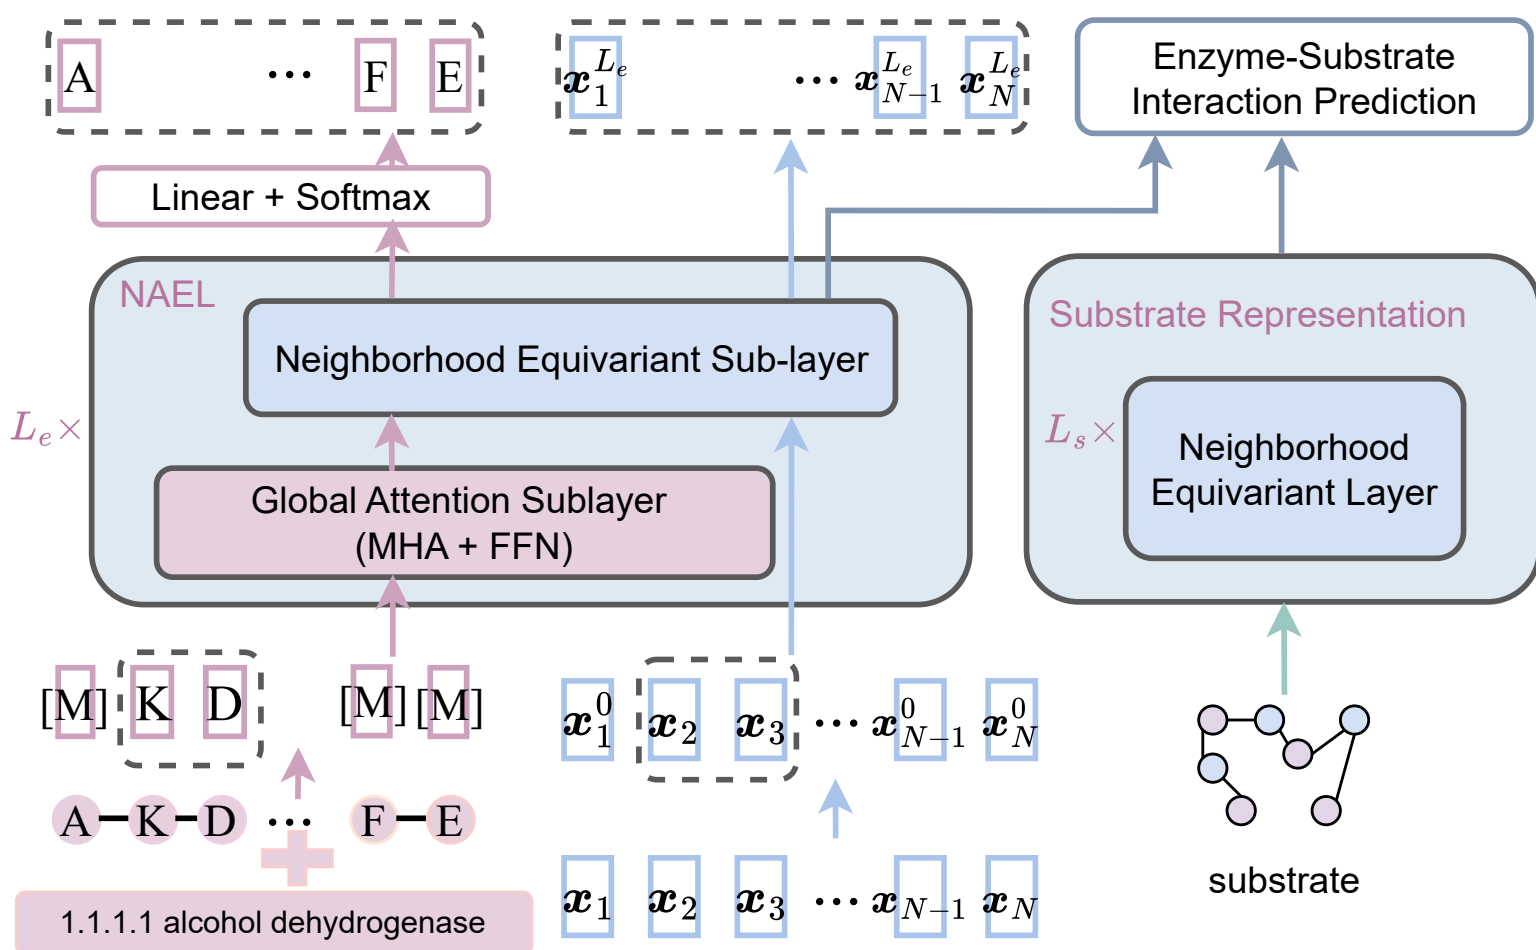 A ... F E
x_1^{L_e} ... x_{N-1}^{L_e} x_N^{L_e}
Enzyme-Substrate
Interaction Prediction
Linear + Softmax
NAEL
Neighborhood Equivariant Sub-layer
L_e×
Global Attention Sublayer
(MHA + FFN)
Substrate Representation
L_s×
Neighborhood
Equivariant Layer
[M] K D [M] [M]
x_1^0 x_2 x_3 ... x_{N-1}^0 x_N^0
A K D ... F E
x_1 x_2 x_3 ... x_{N-1} x_N
1.1.1.1 alcohol dehydrogenase
substrate